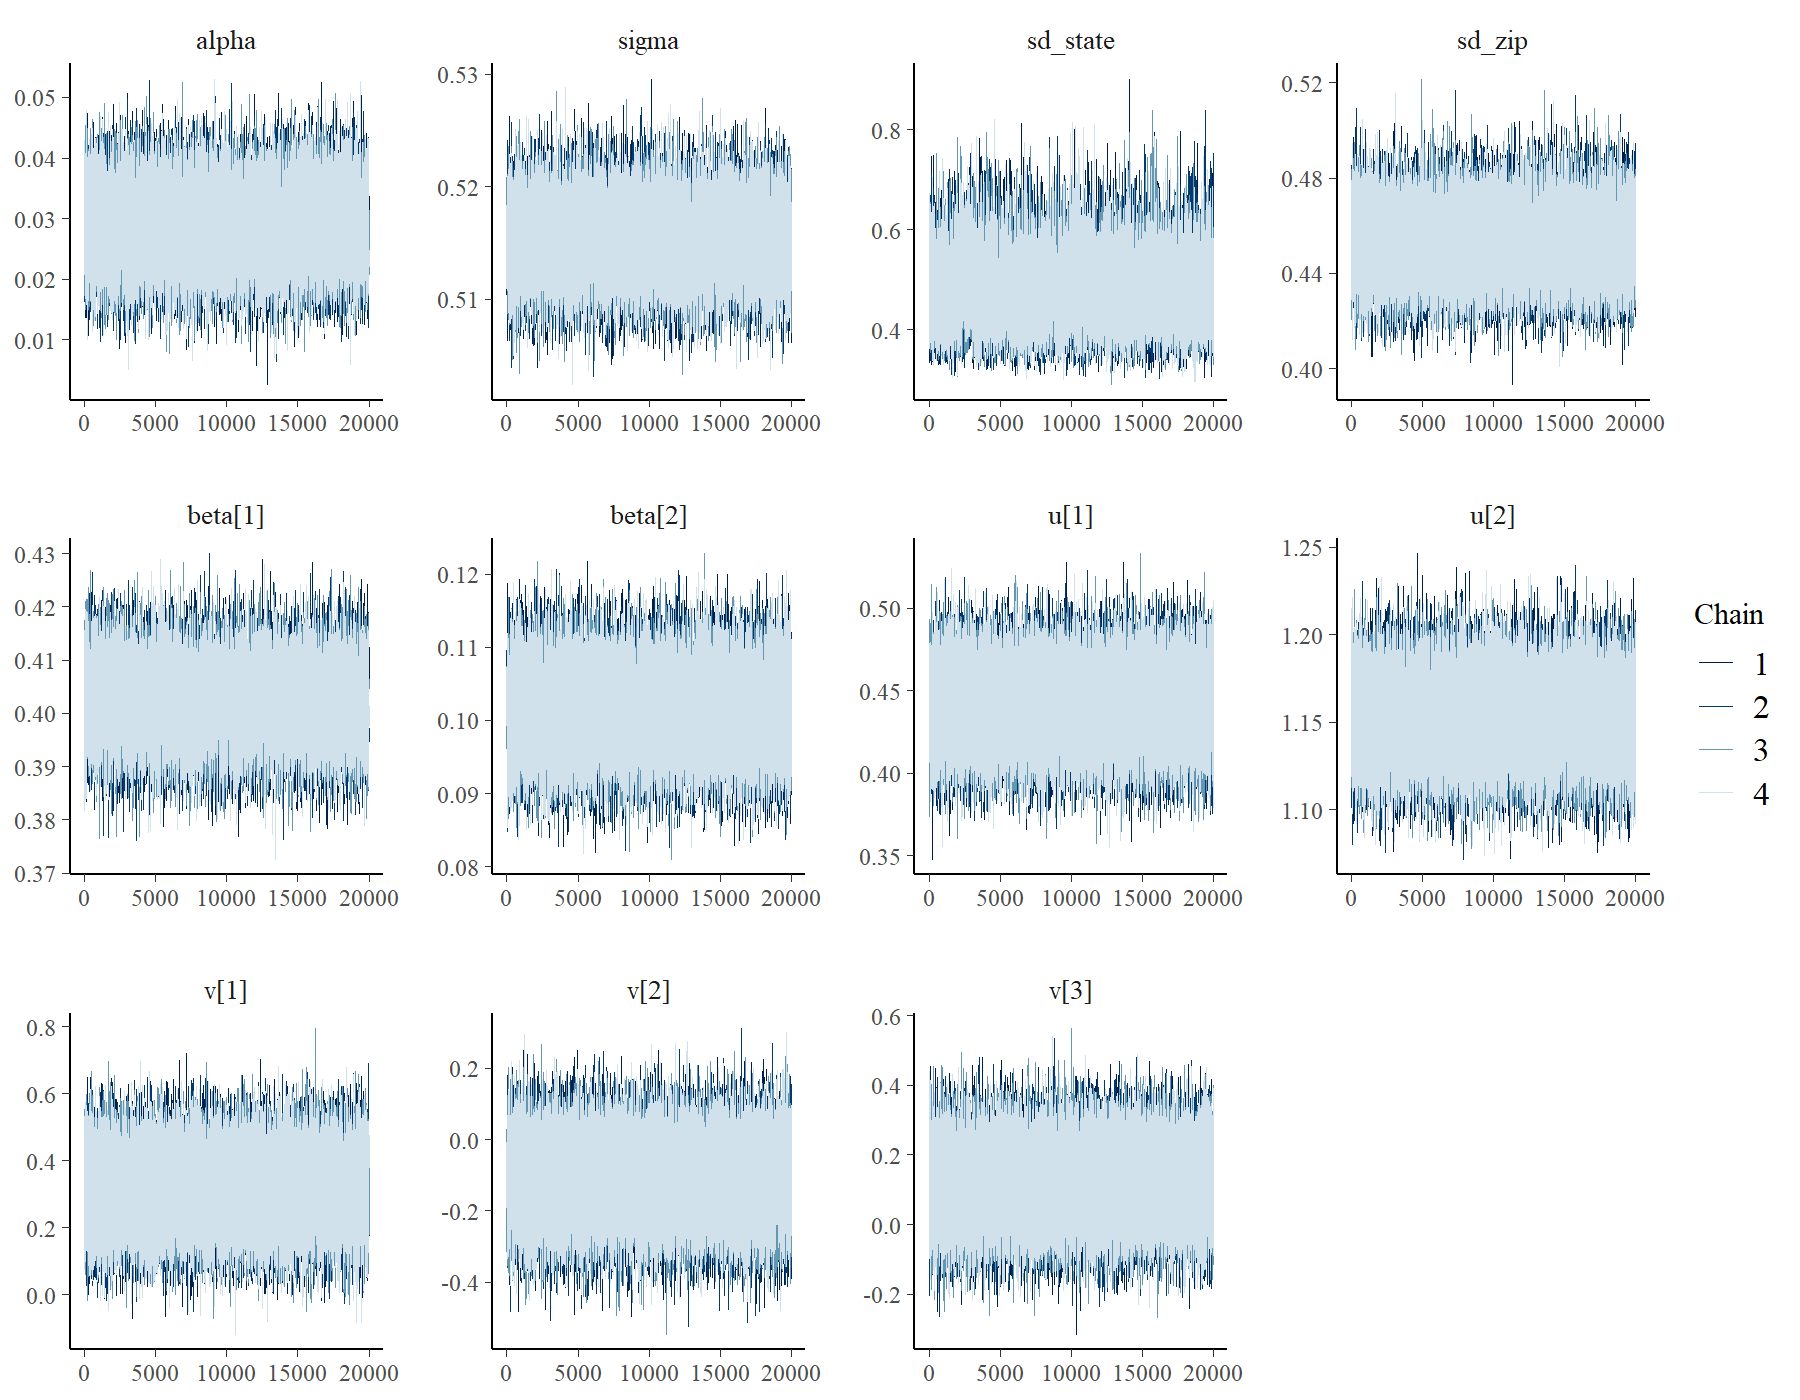 alpha sigma sd_state sd_zip
0.05 0.53 0.8 0.52
0.04 0.52 0.6 0.48
0.03 0.51 0.4 0.44
0.02 0.40
0.01
0 5000 10000 15000 20000 0 5000 10000 15000 20000 0 5000 10000 15000 20000 0 5000 10000 15000 20000
beta[1] beta[2] u[1] u[2]
0.43 0.12 0.50 1.25
0.42 0.11 0.45 1.20
0.41 0.10 0.40 1.15
0.40 0.09 0.35 1.10
0.39 0.08
0.38
0.37
0 5000 10000 15000 20000 0 5000 10000 15000 20000 0 5000 10000 15000 20000 0 5000 10000 15000 20000
Chain
1
2
3
4
v[1] v[2] v[3]
0.8 0.2 0.6
0.6 0.0 0.4
0.4 -0.2 0.2
0.2 -0.4 0.0
0.0 -0.2
0 5000 10000 15000 20000 0 5000 10000 15000 20000 0 5000 10000 15000 20000